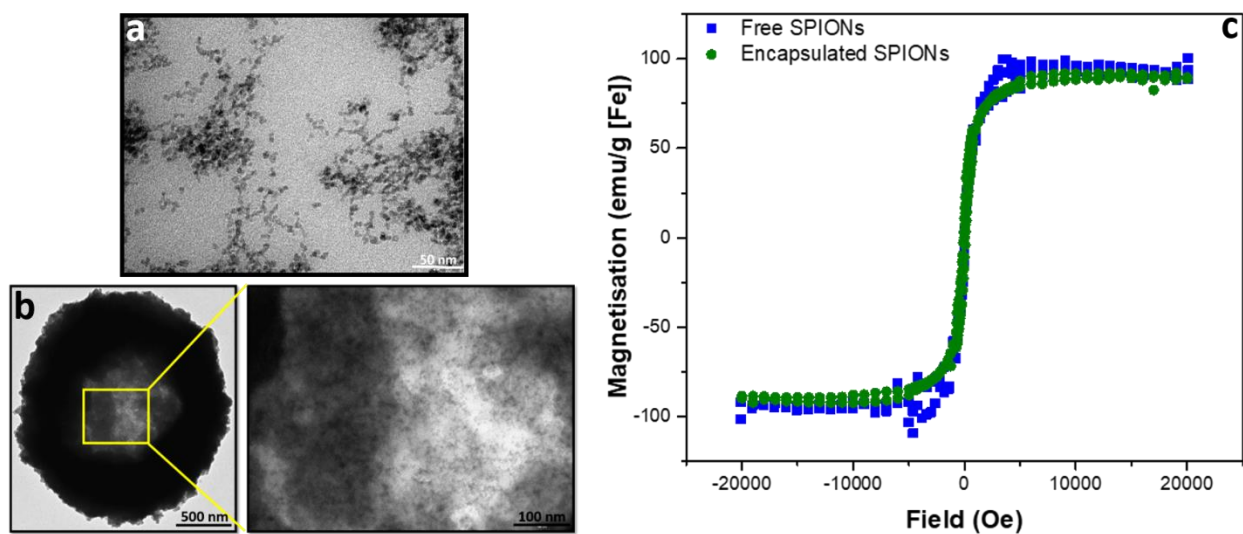 a
50 nm
b
500 nm
100 nm
c
Free SPIONs
Encapsulated SPIONs
Magnetisation (emu/g [Fe])
100
50
0
-50
-100
-20000
-10000
0
10000
20000
Field (Oe)